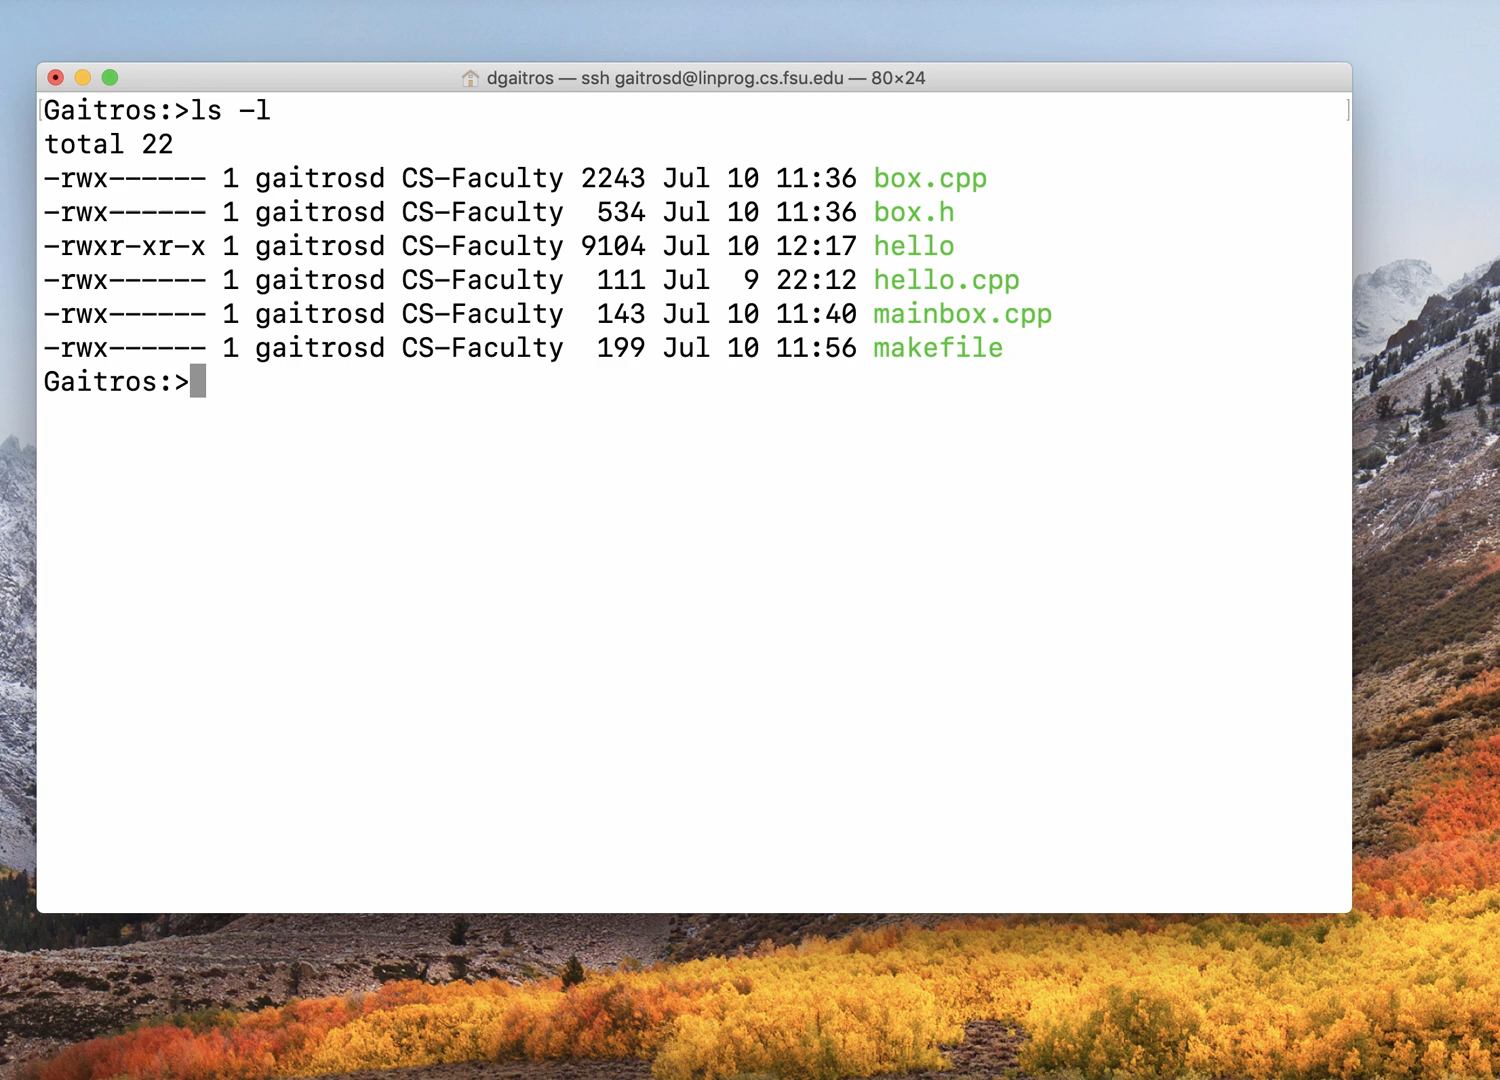 dgaitros — ssh gaitrosd@linprog.cs.fsu.edu — 80×24
Gaitros:>ls -l
total 22
-rwx------ 1 gaitrosd CS-Faculty 2243 Jul 10 11:36 box.cpp
-rwx------ 1 gaitrosd CS-Faculty  534 Jul 10 11:36 box.h
-rwxr-xr-x 1 gaitrosd CS-Faculty 9104 Jul 10 12:17 hello
-rwx------ 1 gaitrosd CS-Faculty  111 Jul  9 22:12 hello.cpp
-rwx------ 1 gaitrosd CS-Faculty  143 Jul 10 11:40 mainbox.cpp
-rwx------ 1 gaitrosd CS-Faculty  199 Jul 10 11:56 makefile
Gaitros:>